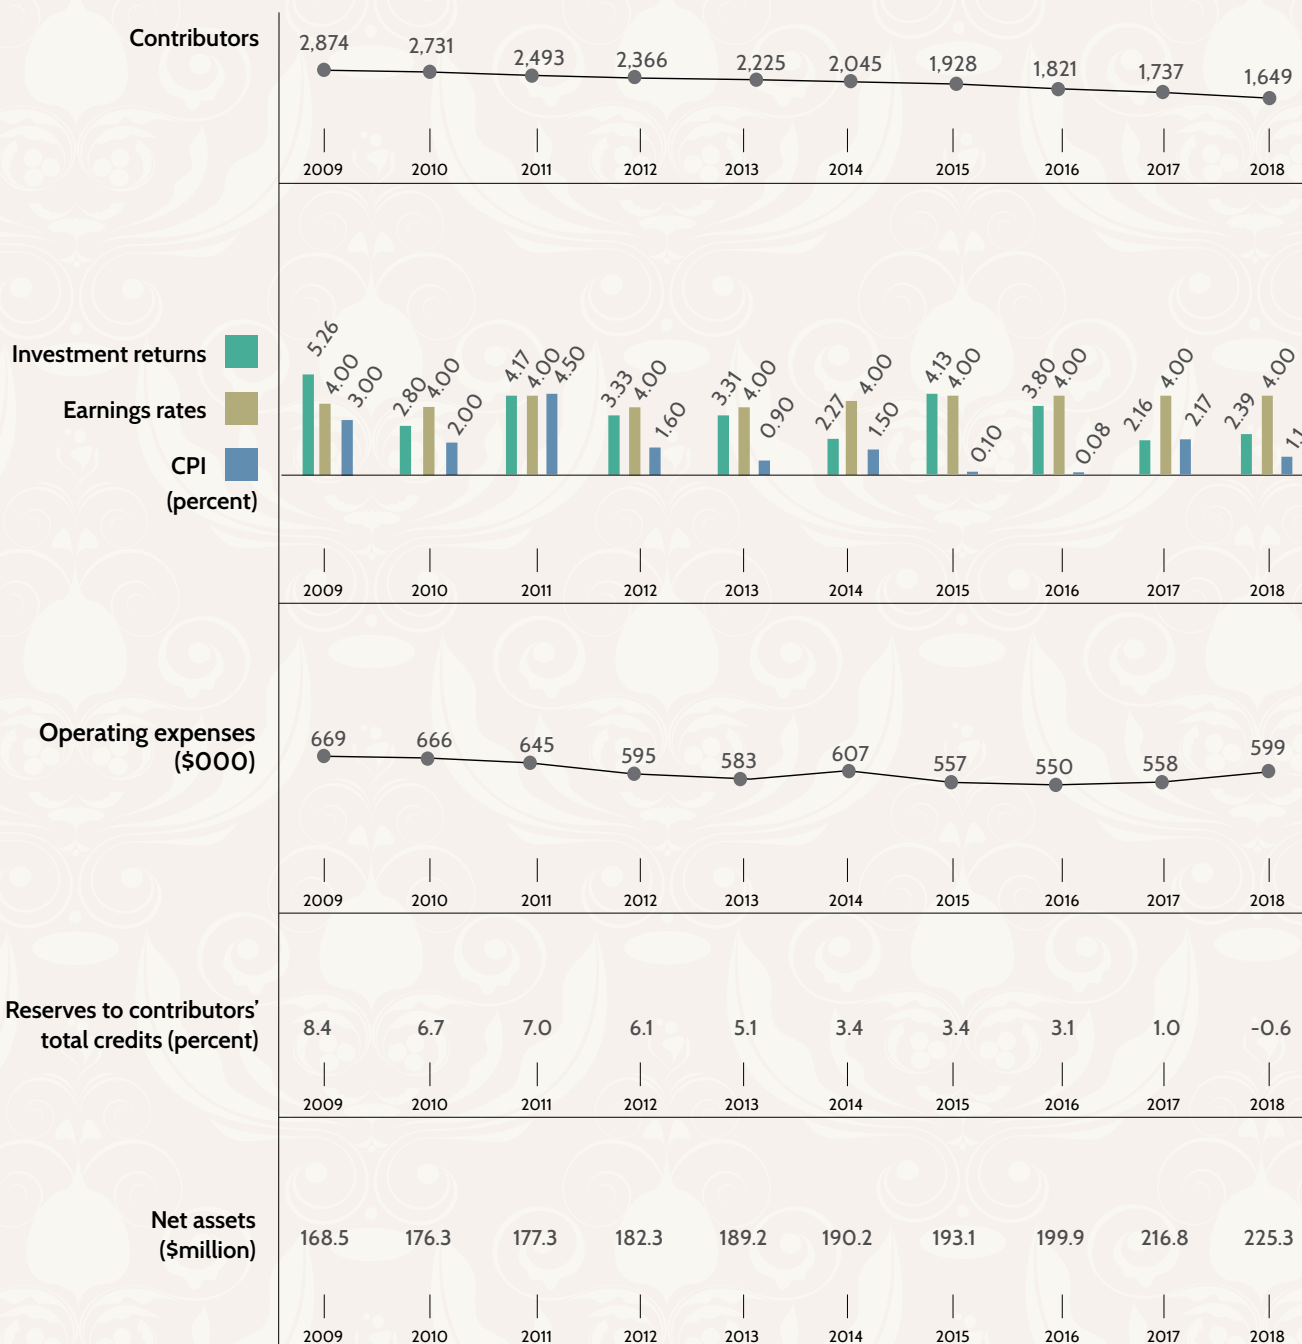 Contributors
2,874 2,731 2,493 2,366 2,225 2,045 1,928 1,821 1,737 1,649
2009 2010 2011 2012 2013 2014 2015 2016 2017 2018
Investment returns
Earnings rates
CPI
(percent)
5.26 4.00 3.00 2.80 4.00 2.00 4.17 4.00 4.50 3.33 4.00 1.60 3.31 4.00 0.90 2.27 4.00 1.50 4.13 4.00 0.10 3.80 4.00 0.08 2.16 4.00 2.17 2.39 4.00
2009 2010 2011 2012 2013 2014 2015 2016 2017 2018
Operating expenses
($000)
669 666 645 595 583 607 557 550 558 599
2009 2010 2011 2012 2013 2014 2015 2016 2017 2018
Reserves to contributors’
total credits (percent)
8.4 6.7 7.0 6.1 5.1 3.4 3.4 3.1 1.0 -0.6
2009 2010 2011 2012 2013 2014 2015 2016 2017 2018
Net assets
($million)
168.5 176.3 177.3 182.3 189.2 190.2 193.1 199.9 216.8 225.3
2009 2010 2011 2012 2013 2014 2015 2016 2017 2018